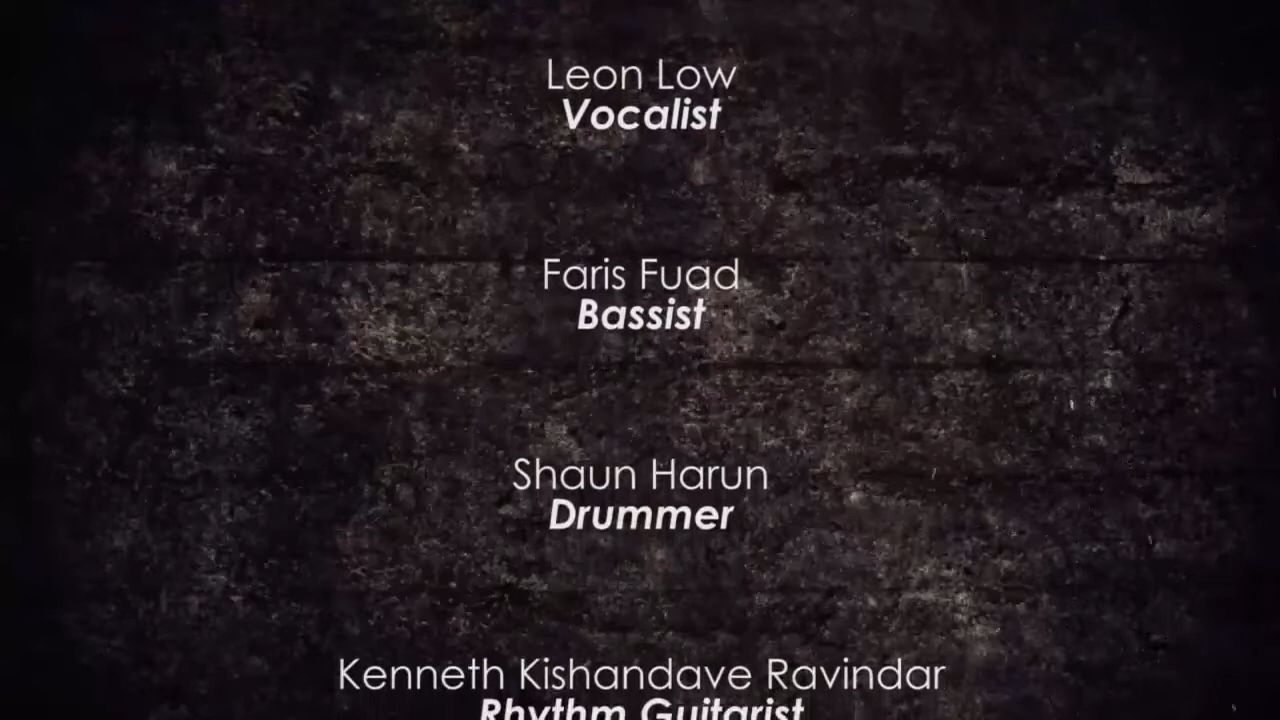 Leon Low
Vocalist
Faris Fuad
Bassist
Shaun Harun
Drummer
Kenneth Kishandave Ravindar
Rhythm Guitarist